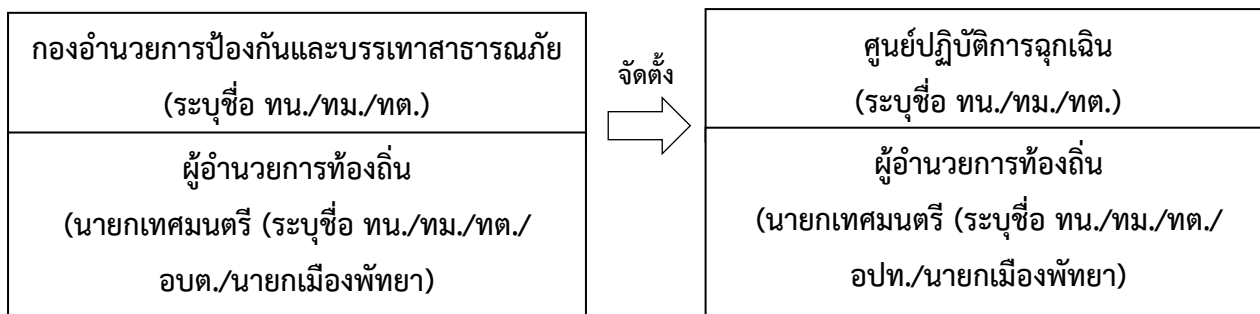 กองอำนวยการป้องกันและบรรเทาสาธารณภัย
(ระบุชื่อ ทน./ทม./ทต.)
ผู้อำนวยการท้องถิ่น
(นายกเทศมนตรี (ระบุชื่อ ทน./ทม./ทต./
อบต./นายกเมืองพัทยา)
จัดตั้ง
ศูนย์ปฏิบัติการฉุกเฉิน
(ระบุชื่อ ทน./ทม./ทต.)
ผู้อำนวยการท้องถิ่น
(นายกเทศมนตรี (ระบุชื่อ ทน./ทม./ทต./
อปท./นายกเมืองพัทยา)